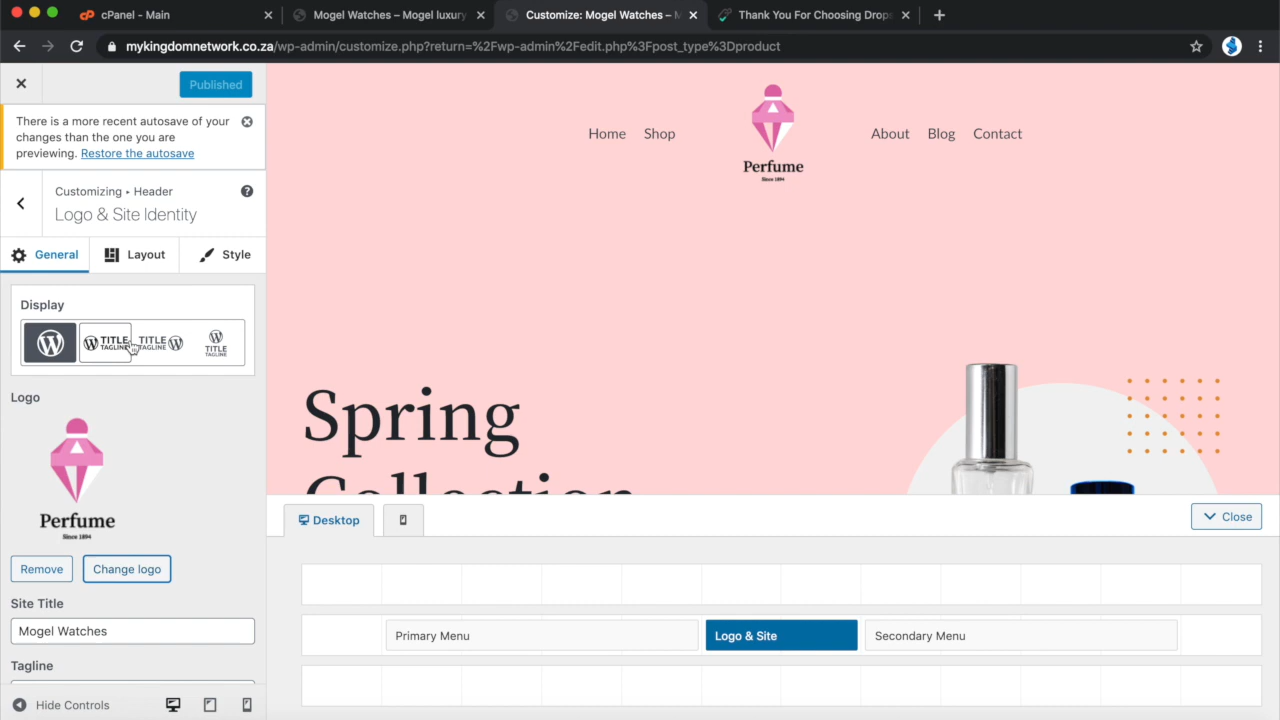 cPanel - Main
Mogel Watches – Mogel luxury
Customize: Mogel Watches – M
Thank You For Choosing Drops
mykingdomnetwork.co.za/wp-admin/customize.php?return=%2Fwp-admin%2Fedit.php%3Fpost_type%3Dproduct
Published
There is a more recent autosave of your
changes than the one you are
previewing. Restore the autosave
Customizing ▸ Header
Logo & Site Identity
General
Layout
Style
Display
TITLE
TAGLINE
TITLE
TAGLINE
TITLE
TAGLINE
Logo
Perfume
Since 1894
Remove
Change logo
Site Title
Mogel Watches
Tagline
Hide Controls
Home
Shop
Perfume
Since 1894
About
Blog
Contact
Spring
Collection
Desktop
Close
Primary Menu
Logo & Site
Secondary Menu